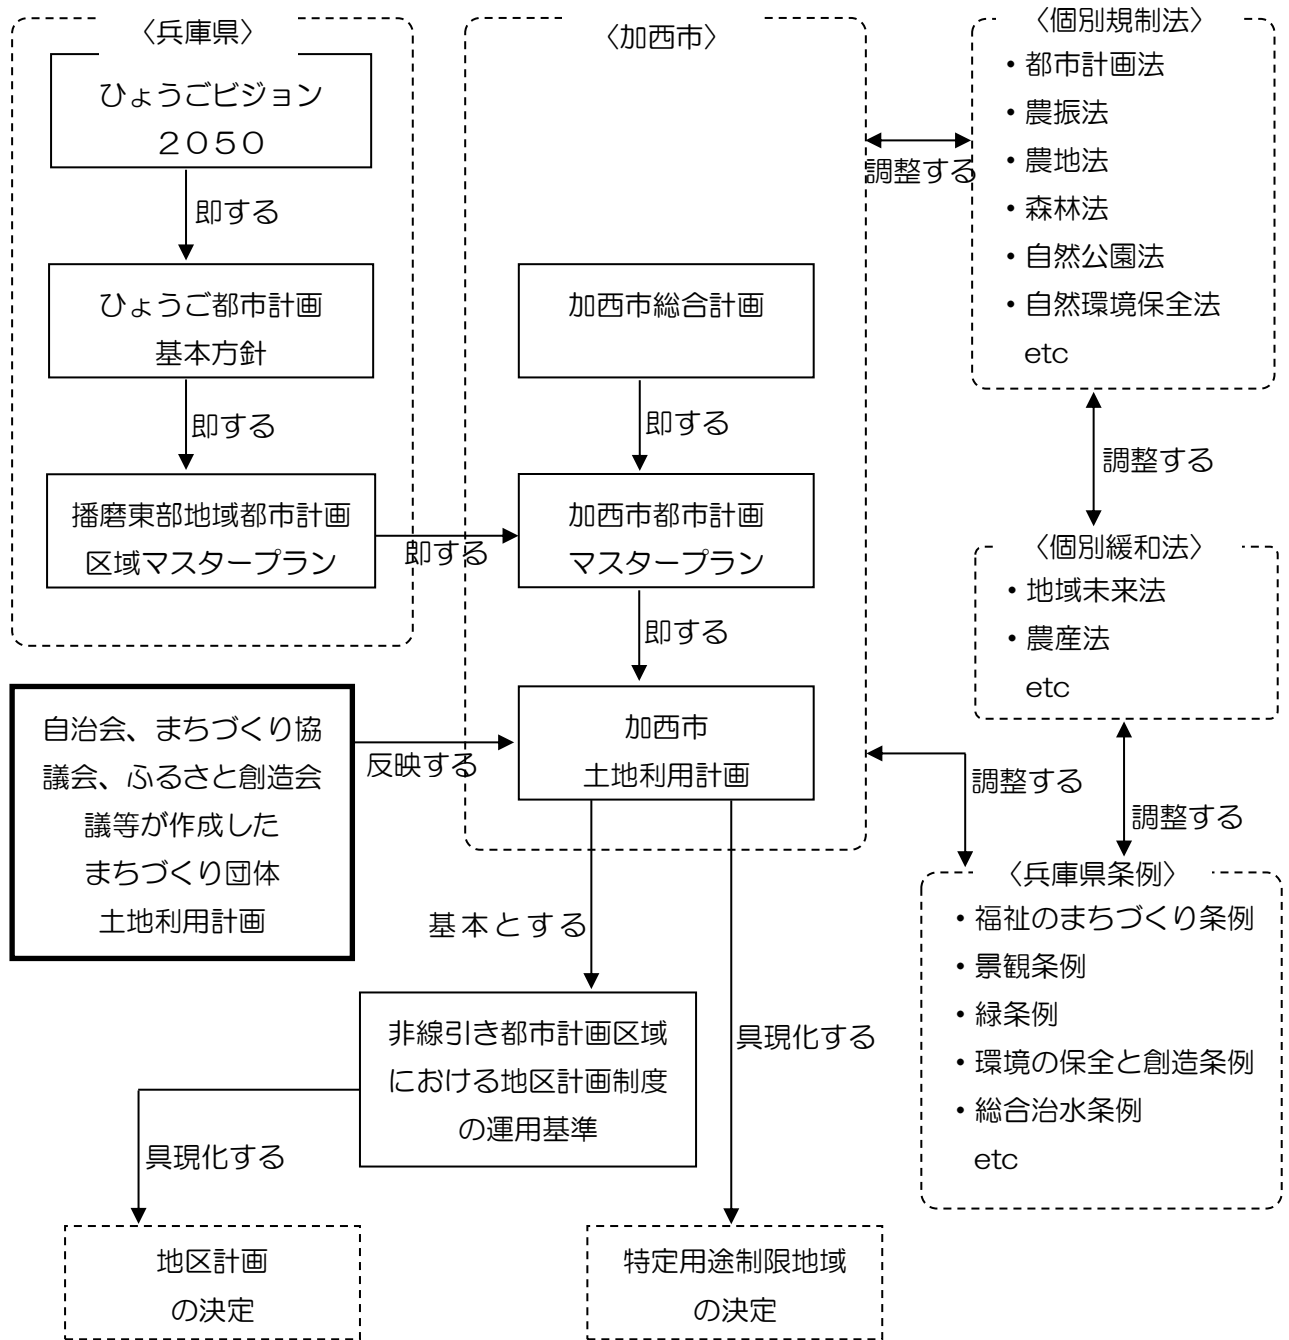 〈兵庫県〉
ひょうごビジョン
２０５０
即する
ひょうご都市計画
基本方針
即する
播磨東部地域都市計画
区域マスタープラン
即する
〈加西市〉
加西市総合計画
即する
加西市都市計画
マスタープラン
即する
加西市
土地利用計画
自治会、まちづくり協
議会、ふるさと創造会
議等が作成した
まちづくり団体
土地利用計画
反映する
基本とする
非線引き都市計画区域
における地区計画制度
の運用基準
具現化する
具現化する
地区計画
の決定
特定用途制限地域
の決定
調整する
〈個別規制法〉
・都市計画法
・農振法
・農地法
・森林法
・自然公園法
・自然環境保全法
etc
調整する
〈個別緩和法〉
・地域未来法
・農産法
etc
調整する
調整する
〈兵庫県条例〉
・福祉のまちづくり条例
・景観条例
・緑条例
・環境の保全と創造条例
・総合治水条例
etc